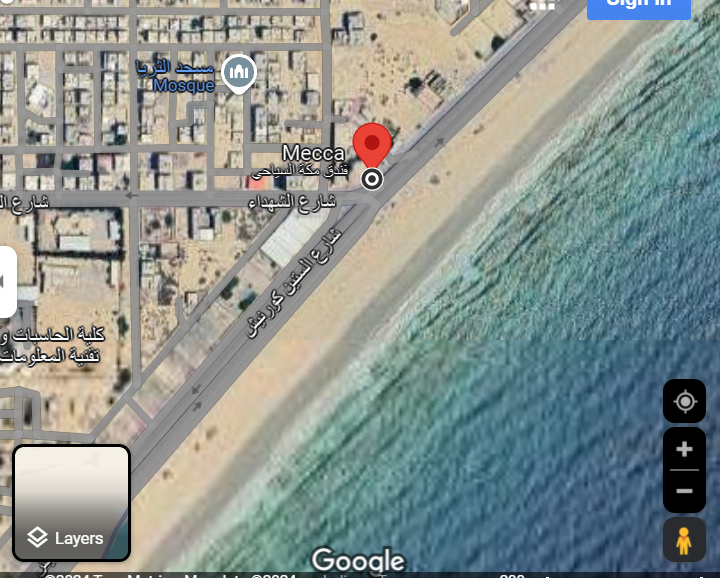 Sign in
مسجد الثريا
Mosque
Mecca
فندق مكة السياحي
شارع الشهداء
شارع الستين كورنيش
كلية الحاسبات و
تقنية المعلومات
Layers
Google